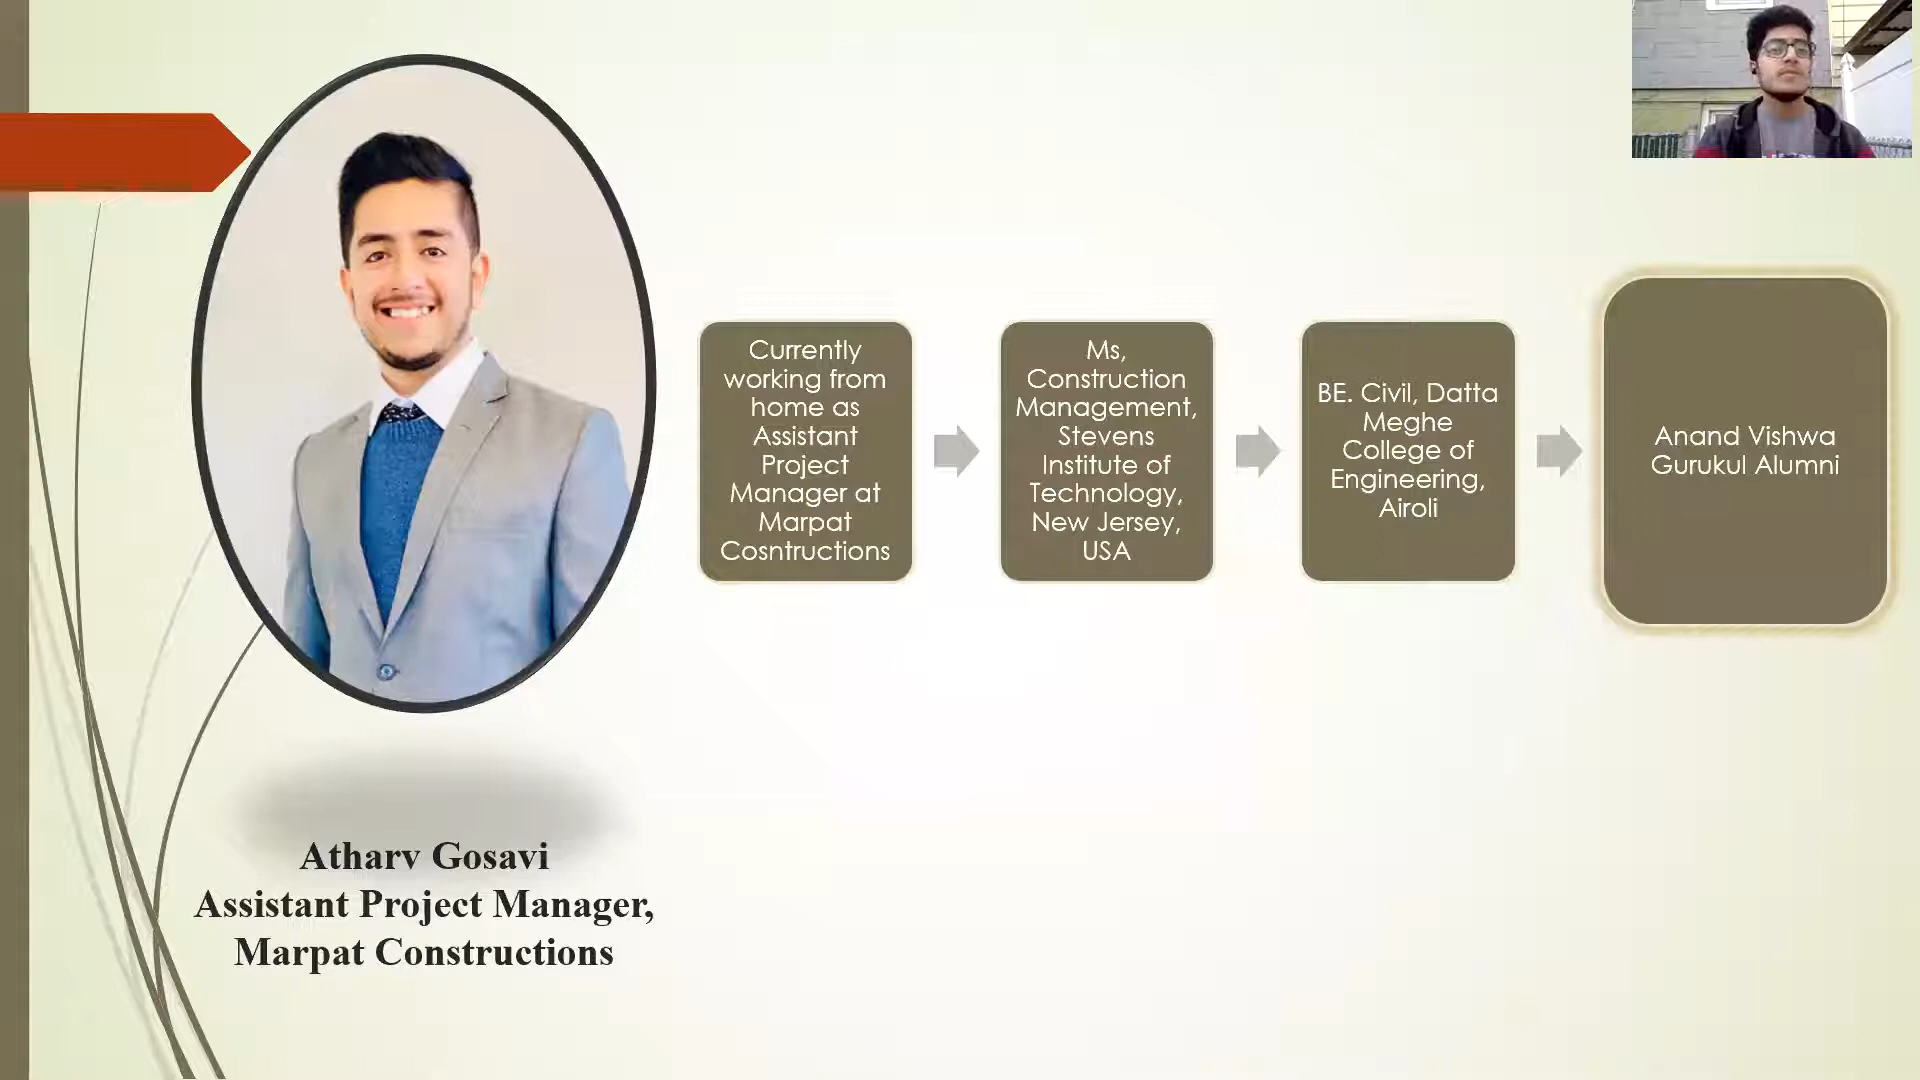 Currently
working from
home as
Assistant
Project
Manager at
Marpat
Cosntructions
Ms,
Construction
Management,
Stevens
Institute of
Technology,
New Jersey,
USA
BE. Civil, Datta
Meghe
College of
Engineering,
Airoli
Anand Vishwa
Gurukul Alumni
Atharv Gosavi
Assistant Project Manager,
Marpat Constructions